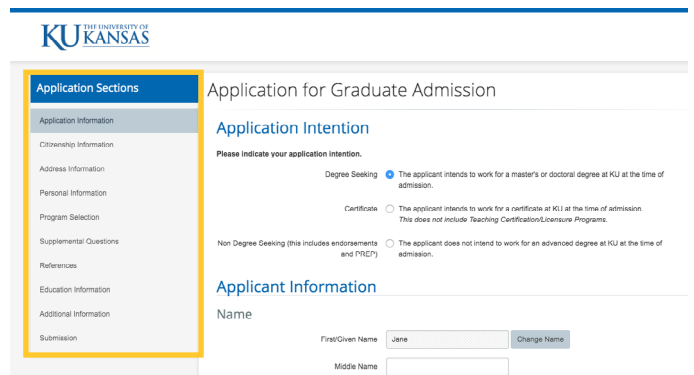 KU THE UNIVERSITY OF
KANSAS
Application Sections
Application Information
Citizenship Information
Address Information
Personal Information
Program Selection
Supplemental Questions
References
Education Information
Additional Information
Submission
Application for Graduate Admission
Application Intention
Please indicate your application intention.
Degree Seeking The applicant intends to work for a master's or doctoral degree at KU at the time of
admission.
Certificate The applicant intends to work for a certificate at KU at the time of admission.
This does not include Teaching Certification/Licensure Programs.
Non Degree Seeking (this includes endorsements The applicant does not intend to work for an advanced degree at KU at the time of
and PREP) admission.
Applicant Information
Name
First/Given Name Jane Change Name
Middle Name